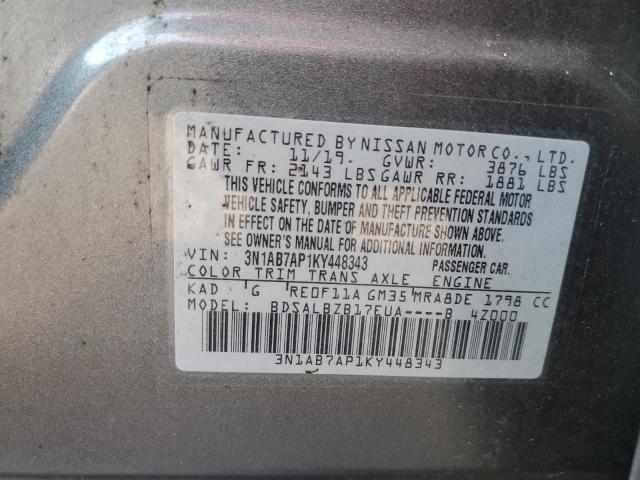 MANUFACTURED BY NISSAN MOTOR CO., LTD.
DATE: 11/19. GVWR: 3876 LBS
GAWR FR: 2143 LBS GAWR RR: 1881 LBS
THIS VEHICLE CONFORMS TO ALL APPLICABLE FEDERAL MOTOR
VEHICLE SAFETY, BUMPER AND THEFT PREVENTION STANDARDS
IN EFFECT ON THE DATE OF MANUFACTURE SHOWN ABOVE.
SEE OWNER'S MANUAL FOR ADDITIONAL INFORMATION.
VIN: 3N1AB7AP1KY448343 PASSENGER CAR.
COLOR TRIM TRANS AXLE ENGINE
KAD G RE0F11A GM35 MRA8DE 1798 CC
BDSALBZB17EUA----B 4Z000
3N1AB7AP1KY448343